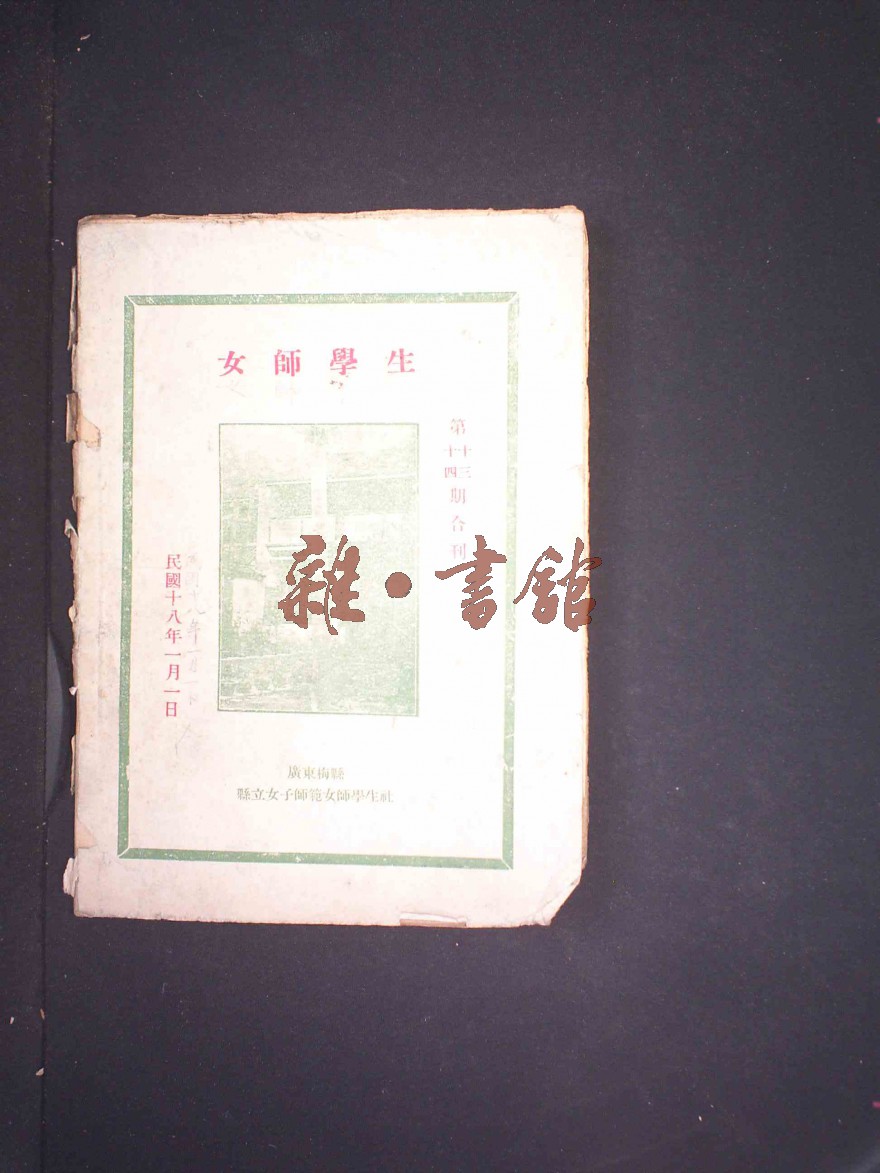 女師學生
第十三十四期合刊
民國十八年一月一日
廣東梅縣
縣立女子師範女師學生社
雜·書館